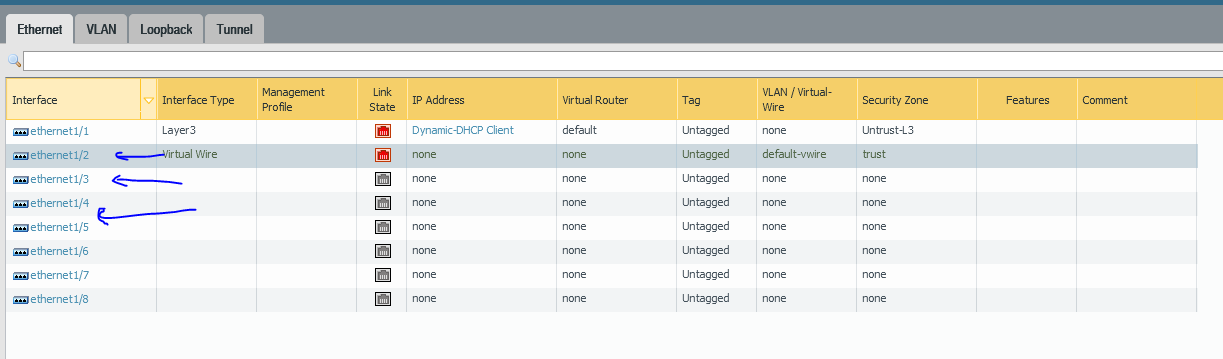 Ethernet VLAN Loopback Tunnel
Interface Interface Type Management Profile Link State IP Address Virtual Router Tag VLAN / Virtual-Wire Security Zone Features Comment
ethernet1/1 Layer3 Dynamic-DHCP Client default Untagged none Untrust-L3
ethernet1/2 Virtual Wire none none Untagged default-vwire trust
ethernet1/3 none none Untagged none none
ethernet1/4 none none Untagged none none
ethernet1/5 none none Untagged none none
ethernet1/6 none none Untagged none none
ethernet1/7 none none Untagged none none
ethernet1/8 none none Untagged none none